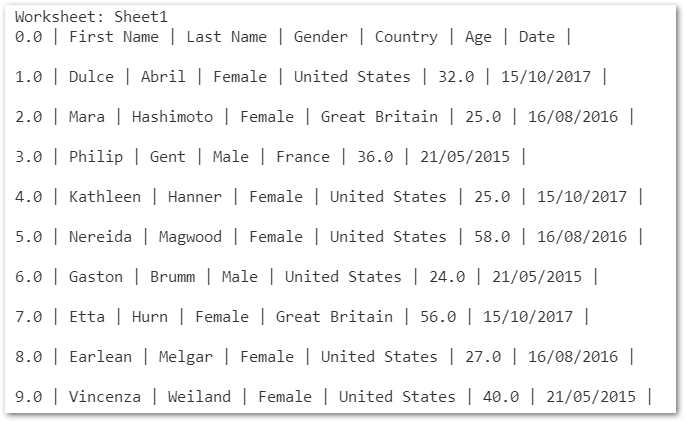 Worksheet: Sheet1
0.0 | First Name | Last Name | Gender | Country | Age | Date |
1.0 | Dulce | Abril | Female | United States | 32.0 | 15/10/2017 |
2.0 | Mara | Hashimoto | Female | Great Britain | 25.0 | 16/08/2016 |
3.0 | Philip | Gent | Male | France | 36.0 | 21/05/2015 |
4.0 | Kathleen | Hanner | Female | United States | 25.0 | 15/10/2017 |
5.0 | Nereida | Magwood | Female | United States | 58.0 | 16/08/2016 |
6.0 | Gaston | Brumm | Male | United States | 24.0 | 21/05/2015 |
7.0 | Etta | Hurn | Female | Great Britain | 56.0 | 15/10/2017 |
8.0 | Earlean | Melgar | Female | United States | 27.0 | 16/08/2016 |
9.0 | Vincenza | Weiland | Female | United States | 40.0 | 21/05/2015 |